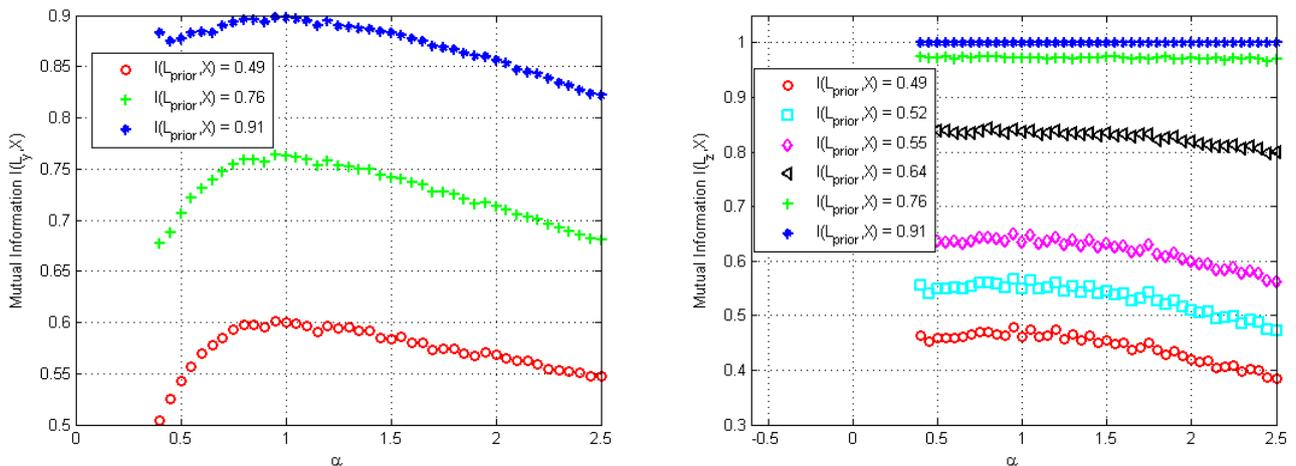 0.9
0.85
0.8
0.75
0.7
0.65
0.6
0.55
0.5
Mutual Information I(L_y,X)
I(L_prior,X) = 0.49
I(L_prior,X) = 0.76
I(L_prior,X) = 0.91
0 0.5 1 1.5 2 2.5
α
1
0.9
0.8
0.7
0.6
0.5
0.4
0.3
Mutual Information I(L_z,X)
I(L_prior,X) = 0.49
I(L_prior,X) = 0.52
I(L_prior,X) = 0.55
I(L_prior,X) = 0.64
I(L_prior,X) = 0.76
I(L_prior,X) = 0.91
-0.5 0 0.5 1 1.5 2 2.5
α